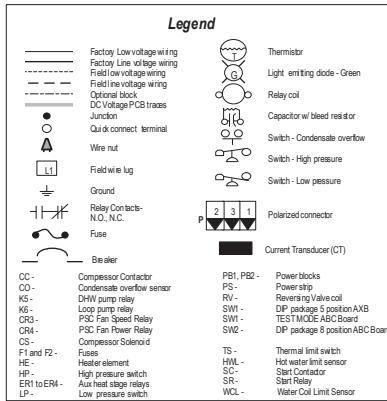 Legend
Factory Low voltage wiring
Factory Line voltage wiring
Field low voltage wiring
Field line voltage wiring
Optional block
DC Voltage PCB traces
Junction
Quick connect terminal
Wire nut
L1
Field wire lug
Ground
Relay Contacts-
N.O., N.C.
Fuse
Breaker
T
Thermistor
G
Light emitting diode - Green
Relay coil
Capacitor w/ bleed resistor
Switch - Condensate overflow
Switch - High pressure
Switch - Low pressure
P
2 3 1
Polarized connector
Current Transducer (CT)
CC - Compressor Contactor
CO - Condensate overflow sensor
K5 - DHW pump relay
K6 - Loop pump relay
CR3 - PSC Fan Speed Relay
CR4 - PSC Fan Power Relay
CS - Compressor Solenoid
F1 and F2 - Fuses
HE - Heater element
HP - High pressure switch
ER1 to ER4 - Aux heat stage relays
LP - Low pressure switch
PB1, PB2 - Power blocks
PS - Power strip
RV - Reversing Valve coil
SW1 - DIP package 5 position AXB
SW1 - TEST MODE ABC Board
SW2 - DIP package 8 position ABC Board
TS - Thermal limit switch
HWL - Hot water limit sensor
SC - Start Contactor
SR - Start Relay
WCL - Water Coil Limit Sensor